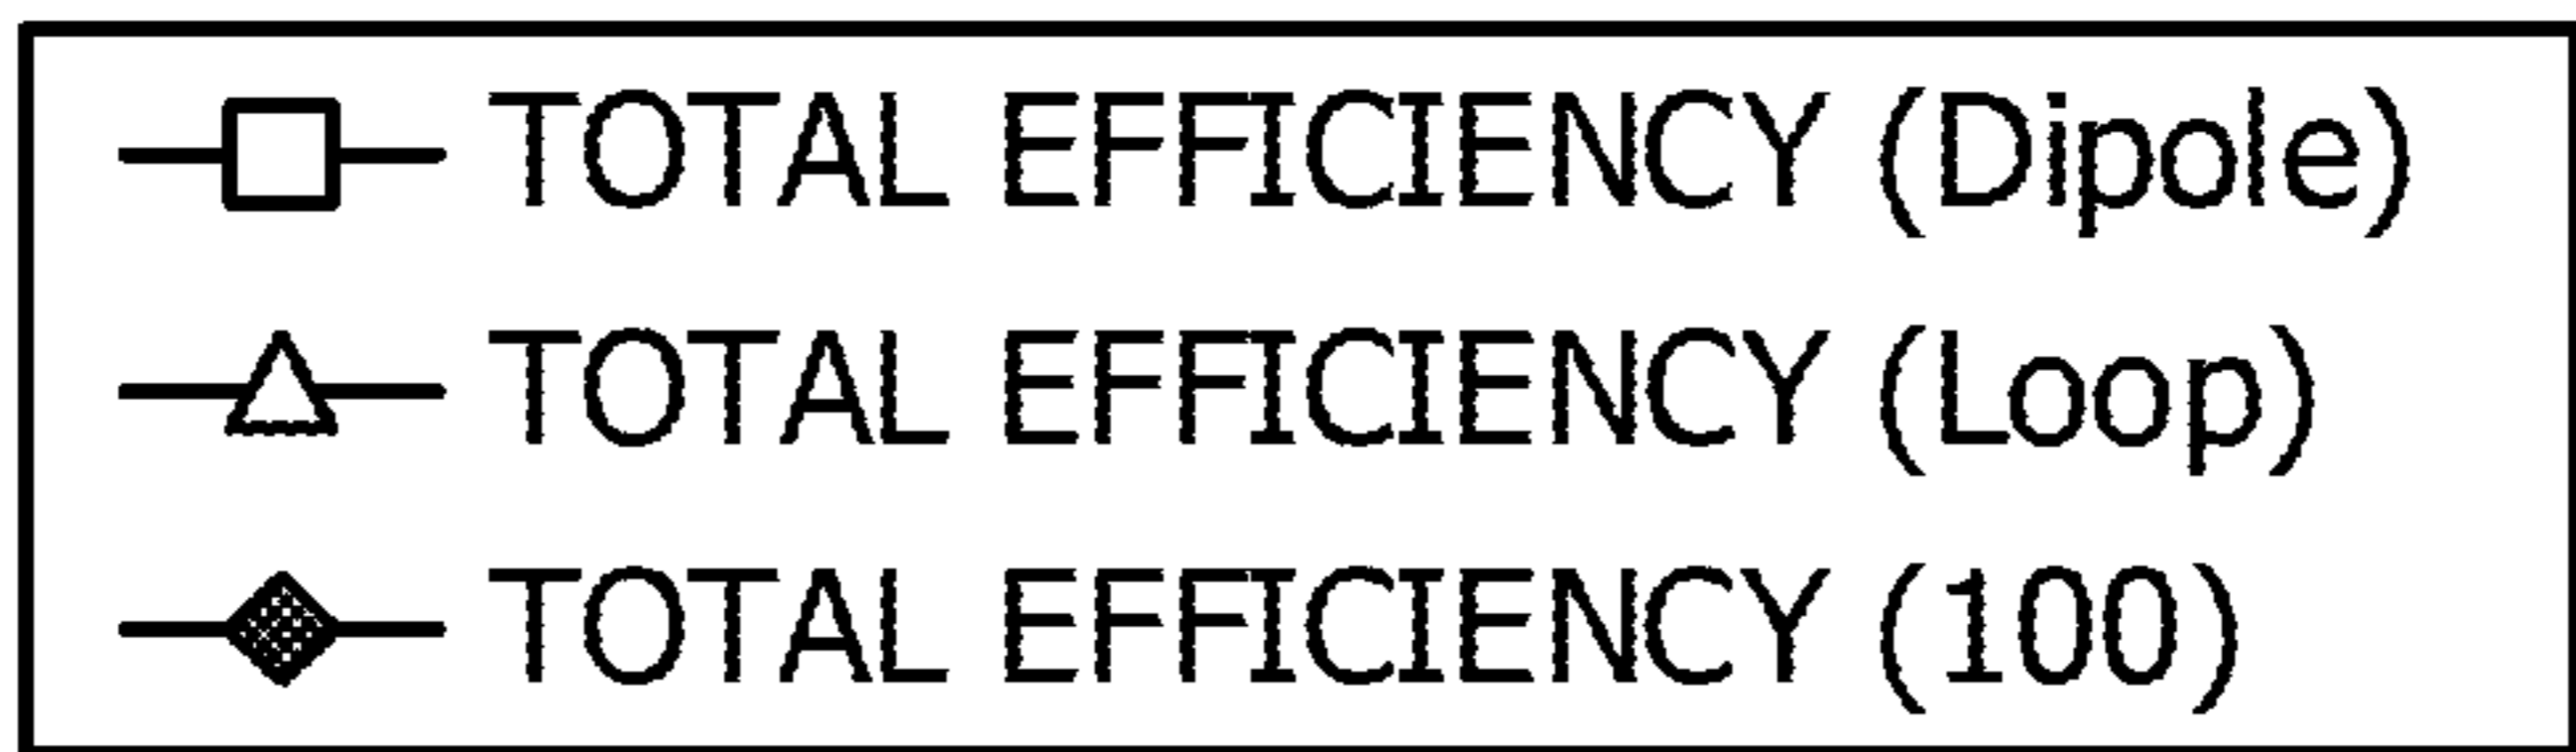 TOTAL EFFICIENCY (Dipole)
TOTAL EFFICIENCY (Loop)
TOTAL EFFICIENCY (100)